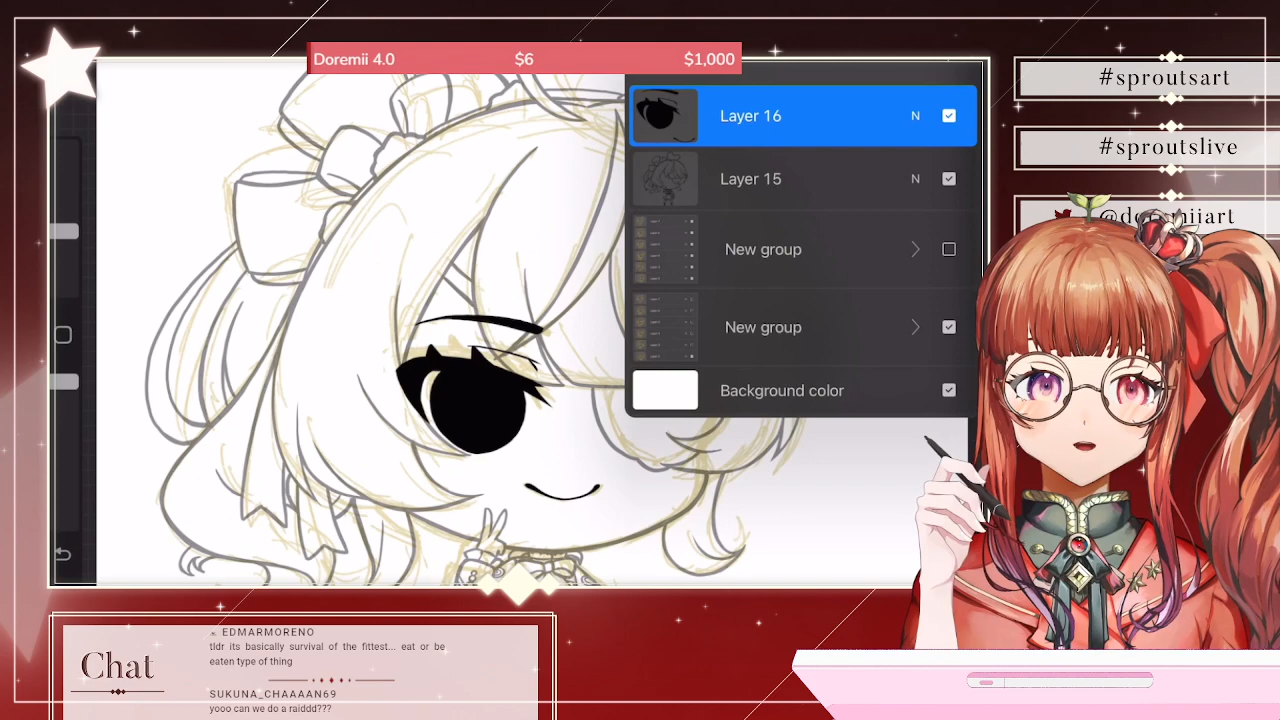 Doremii 4.0 $6 $1,000
#sproutsart
#sproutslive
@doremiiart
Layer 16 N
Layer 15 N
New group
New group
Background color
Chat
EDMARMORENO
tldr its basically survival of the fittest... eat or be
eaten type of thing
SUKUNA_CHAAAAN69
yooo can we do a raiddd???